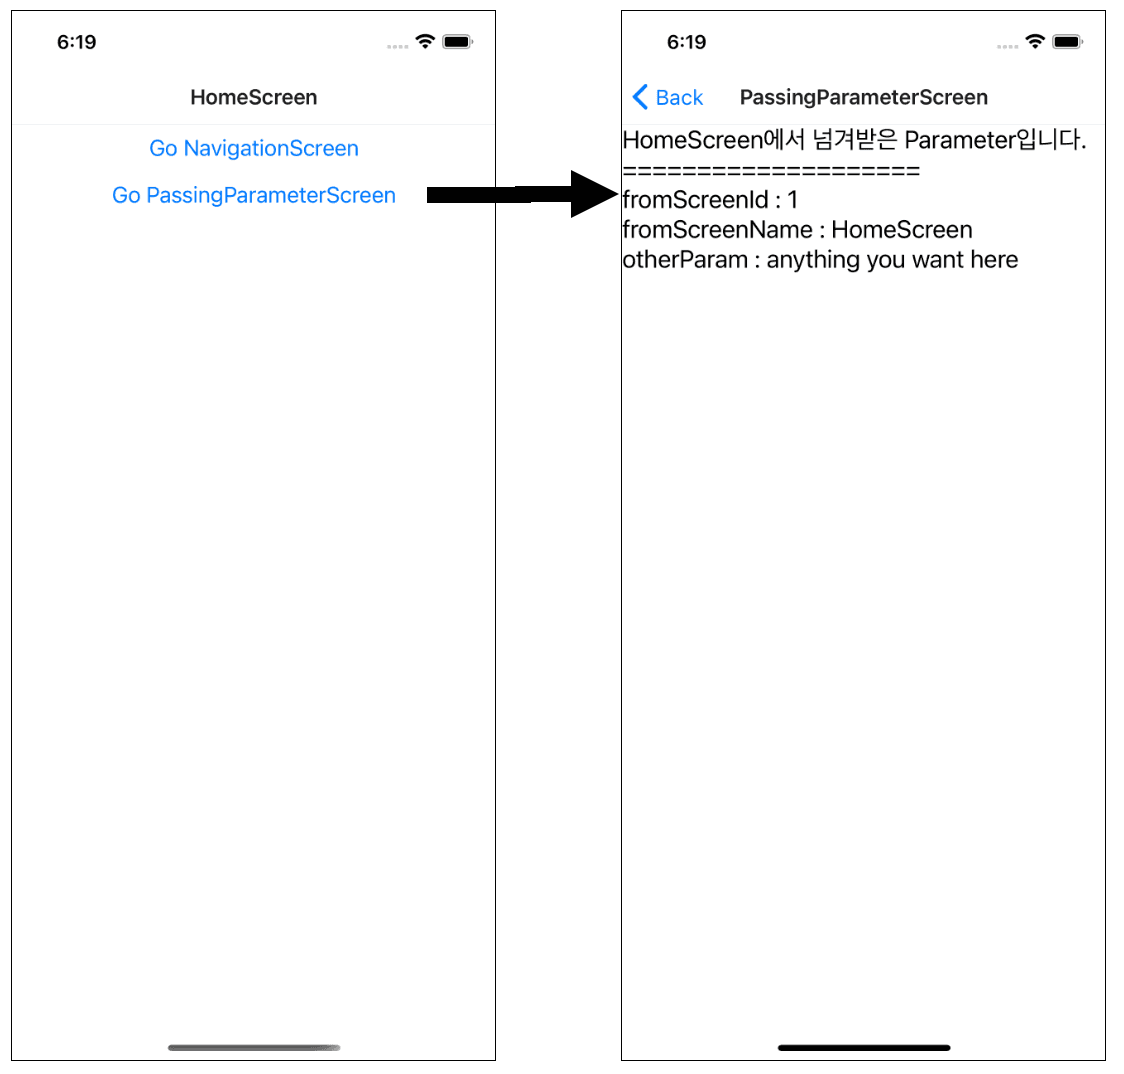 6:19
HomeScreen
Go NavigationScreen
Go PassingParameterScreen
6:19
Back
PassingParameterScreen
HomeScreen에서 넘겨받은 Parameter입니다.
====================
fromScreenId : 1
fromScreenName : HomeScreen
otherParam : anything you want here